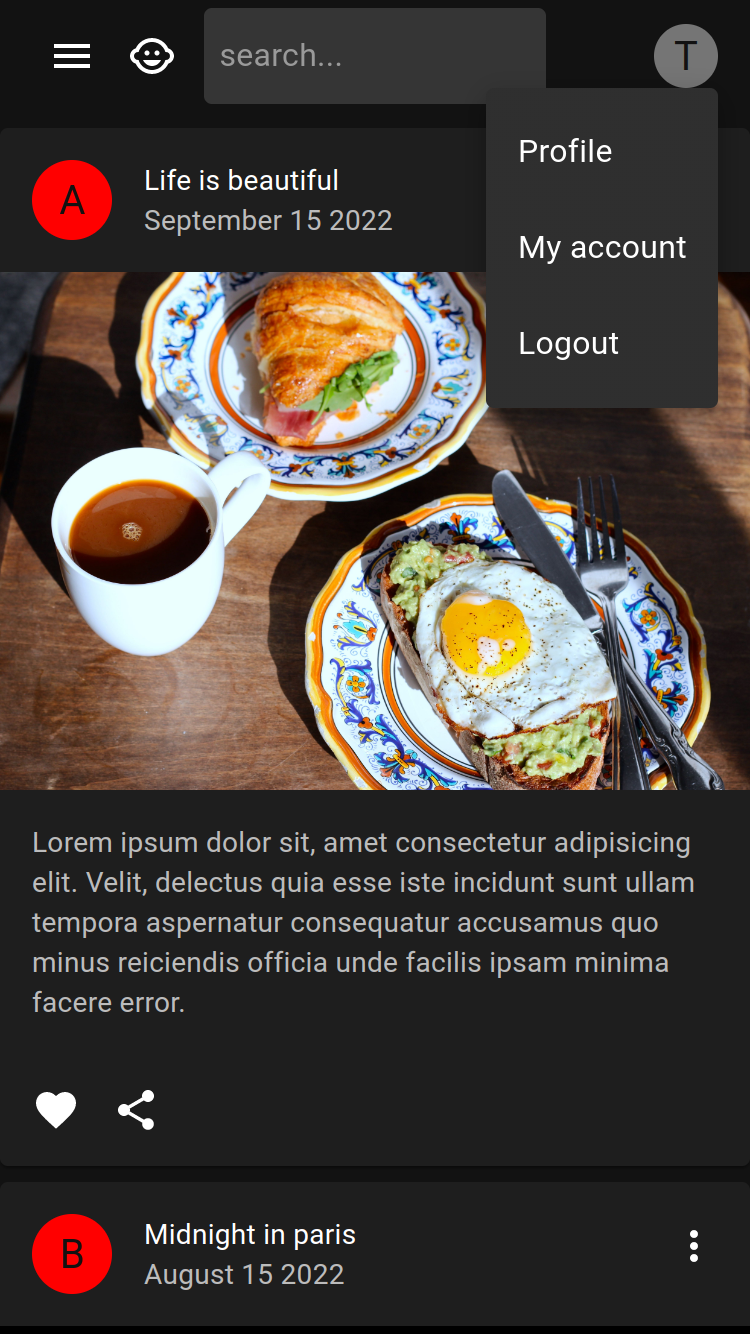 search...
T
Profile
My account
Logout
A
Life is beautiful
September 15 2022
Lorem ipsum dolor sit, amet consectetur adipisicing
elit. Velit, delectus quia esse iste incidunt sunt ullam
tempora aspernatur consequatur accusamus quo
minus reiciendis officia unde facilis ipsam minima
facere error.
B
Midnight in paris
August 15 2022